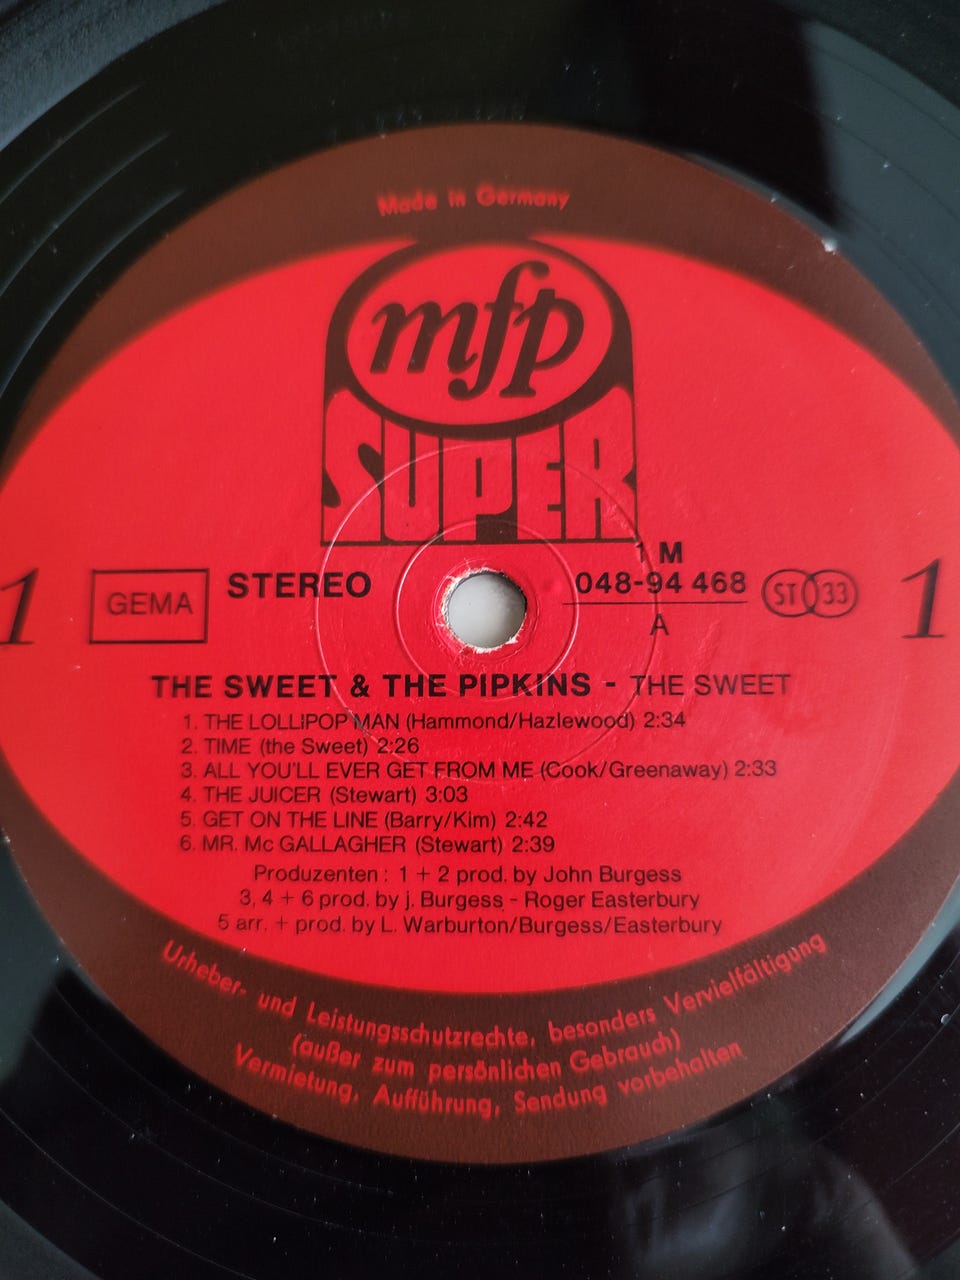 Made in Germany
mfp
SUPER
1 M
GEMA STEREO 048-94 468 ST 33
A
1 1
THE SWEET & THE PIPKINS - THE SWEET
1. THE LOLLIPOP MAN (Hammond/Hazlewood) 2:34
2. TIME (the Sweet) 2:26
3. ALL YOU'LL EVER GET FROM ME (Cook/Greenaway) 2:33
4. THE JUICER (Stewart) 3:03
5. GET ON THE LINE (Barry/Kim) 2:42
6. MR. Mc GALLAGHER (Stewart) 2:39
Produzenten : 1 + 2 prod. by John Burgess
3, 4 + 6 prod. by j. Burgess - Roger Easterbury
5 arr. + prod. by L. Warburton/Burgess/Easterbury
Urheber- und Leistungsschutzrechte, besonders Vervielfältigung
(außer zum persönlichen Gebrauch)
Vermietung, Aufführung, Sendung vorbehalten